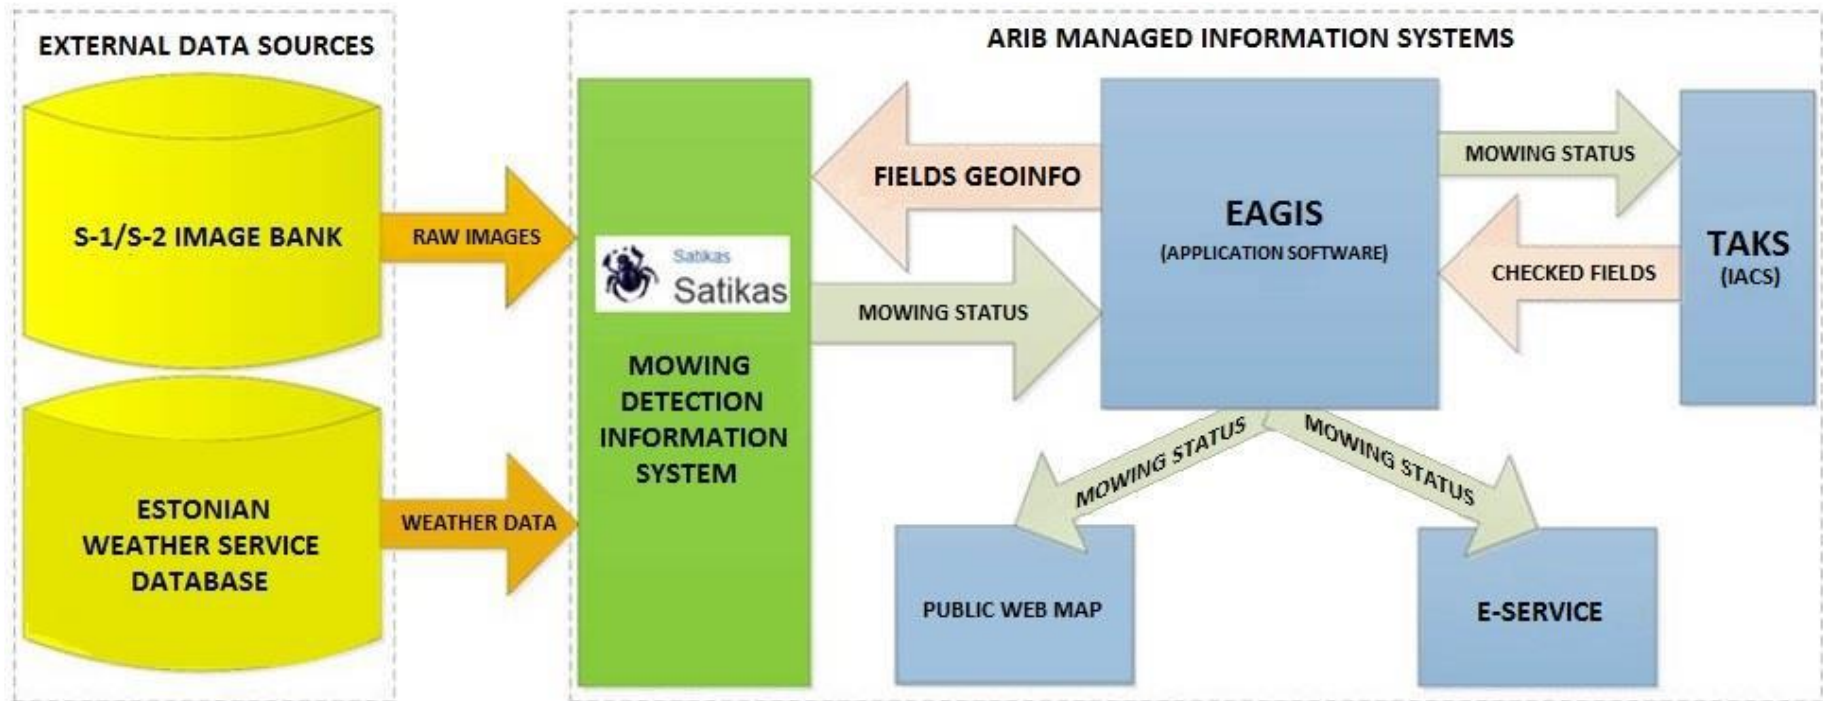 EXTERNAL DATA SOURCES
S-1/S-2 IMAGE BANK
ESTONIAN
WEATHER SERVICE
DATABASE
RAW IMAGES
WEATHER DATA
ARIB MANAGED INFORMATION SYSTEMS
Satikas
Satikas
MOWING
DETECTION
INFORMATION
SYSTEM
FIELDS GEOINFO
MOWING STATUS
EAGIS
(APPLICATION SOFTWARE)
MOWING STATUS
CHECKED FIELDS
TAKS
(IACS)
MOWING STATUS
MOWING STATUS
PUBLIC WEB MAP
E-SERVICE